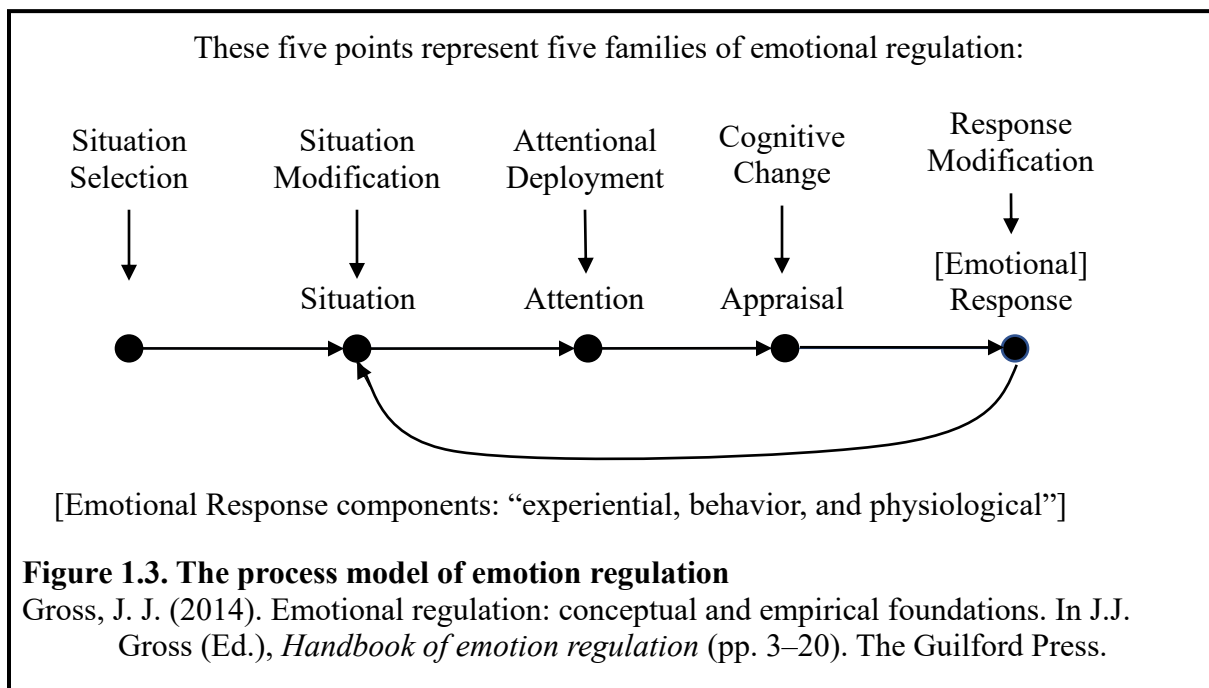 These five points represent five families of emotional regulation:
Situation
Selection
Situation
Modification
Attentional
Deployment
Cognitive
Change
Response
Modification
Situation
Attention
Appraisal
[Emotional]
Response
[Emotional Response components: “experiential, behavior, and physiological”]
Figure 1.3. The process model of emotion regulation
Gross, J. J. (2014). Emotional regulation: conceptual and empirical foundations. In J.J.
Gross (Ed.), Handbook of emotion regulation (pp. 3–20). The Guilford Press.